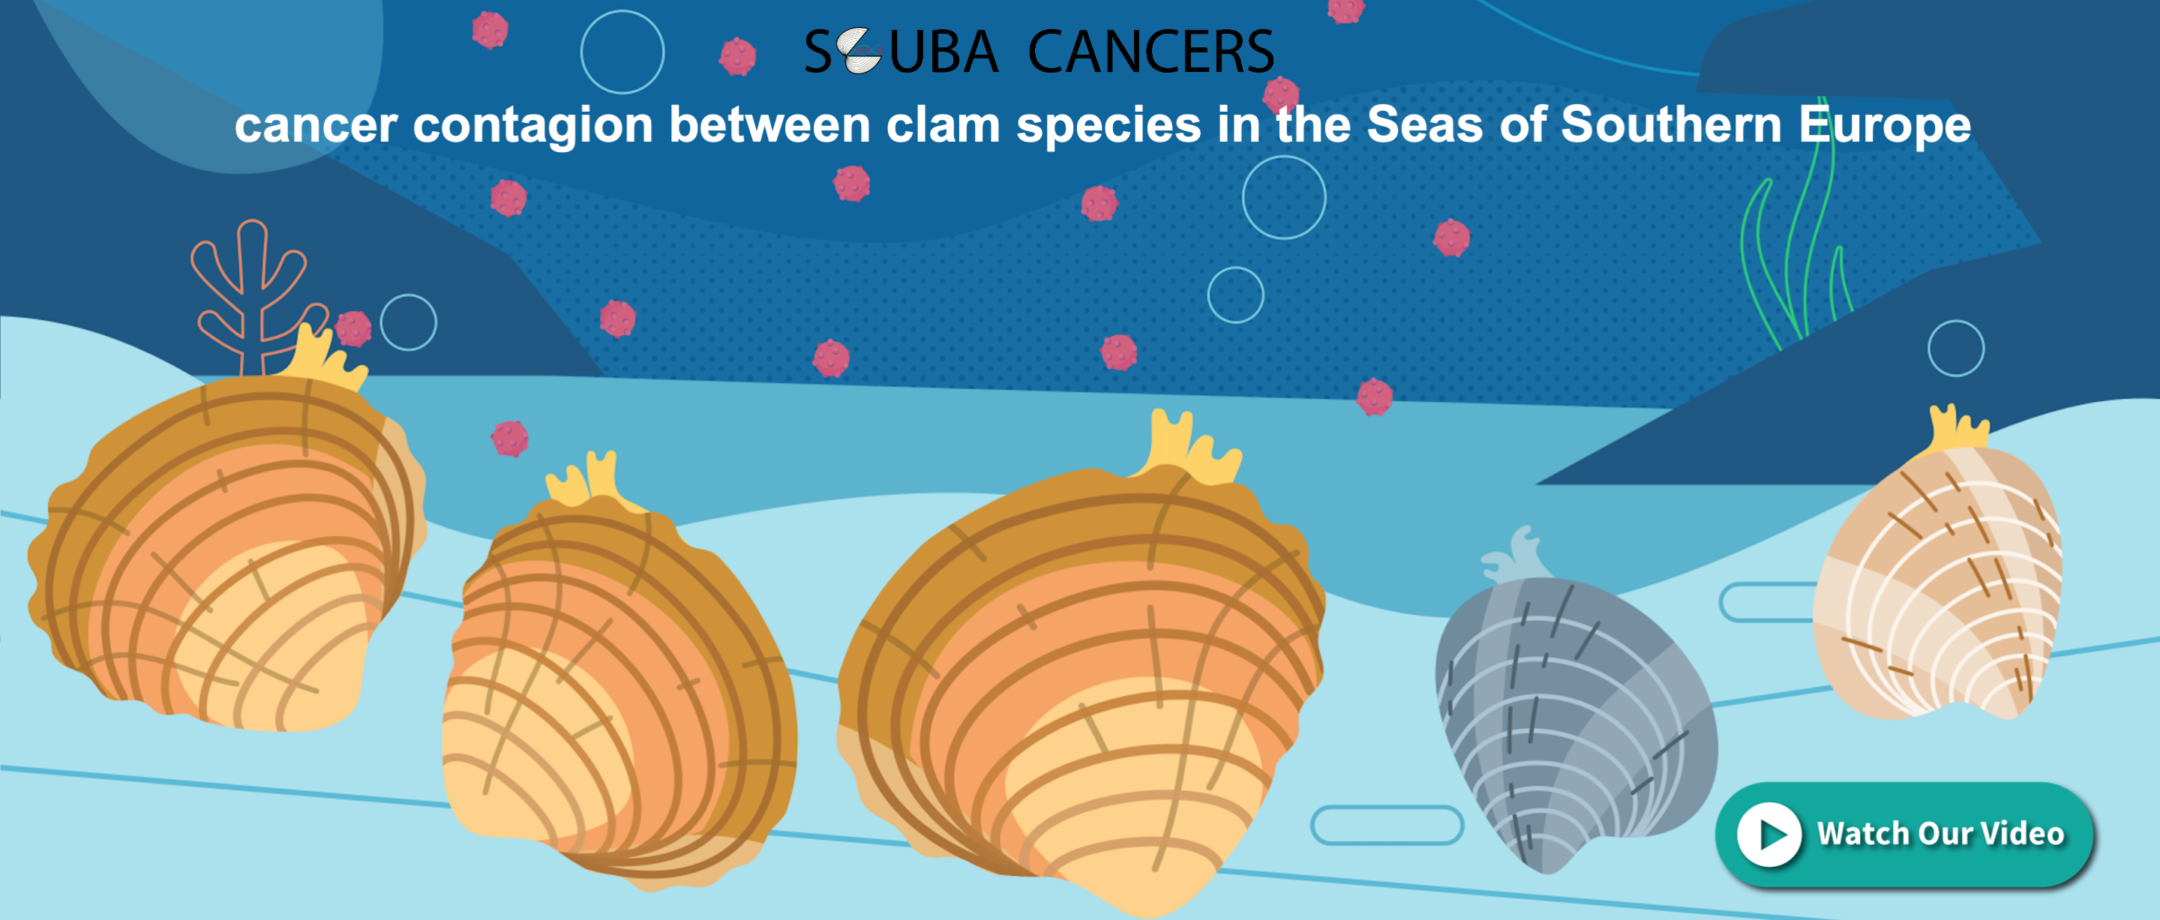 SCUBA CANCERS
cancer contagion between clam species in the Seas of Southern Europe
Watch Our Video